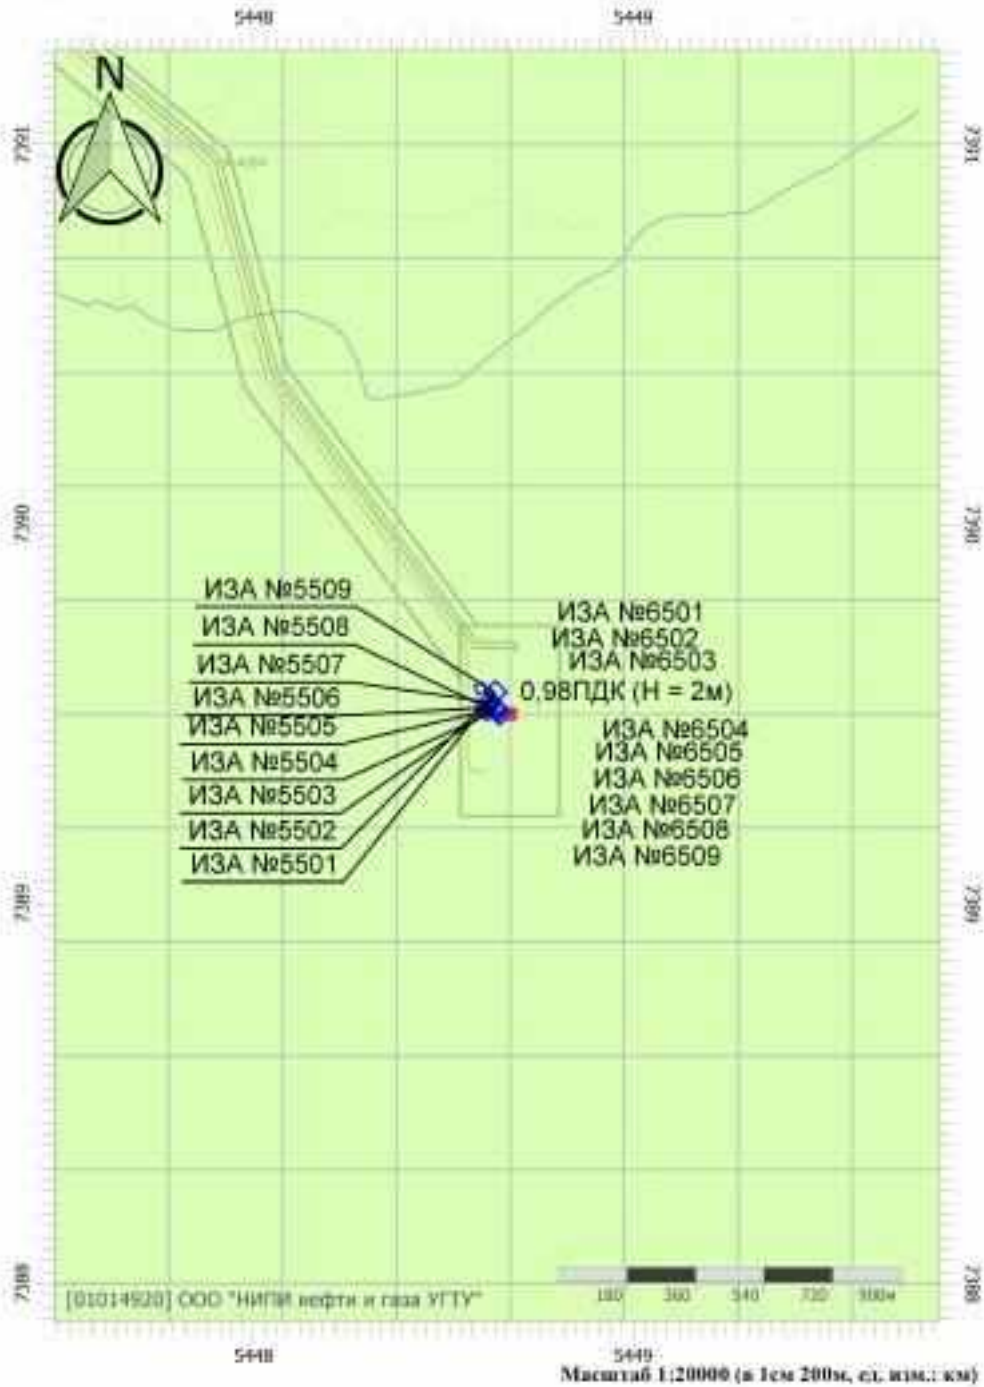 5448 5449
N
7391 7391
7390 7390
ИЗА №5509
ИЗА №5508
ИЗА №5507
ИЗА №5506
ИЗА №5505
ИЗА №5504
ИЗА №5503
ИЗА №5502
ИЗА №5501
ИЗА №6501
ИЗА №6502
ИЗА №6503
0.98ПДК (Н = 2м)
ИЗА №6504
ИЗА №6505
ИЗА №6506
ИЗА №6507
ИЗА №6508
ИЗА №6509
7389 7389
7388 7388
[01014920] ООО "НИПИ нефти и газа УГТУ"
180 360 540 720 900м
5448 5449
Масштаб 1:20000 (в 1см 200м, ед. изм.: км)